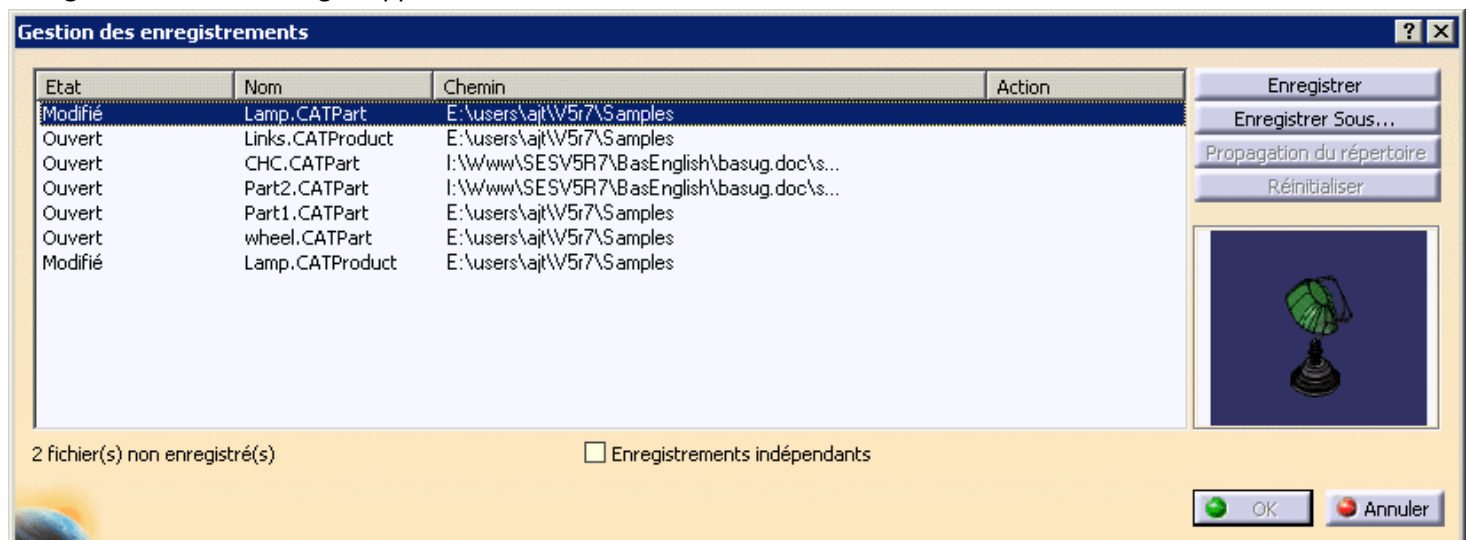 Gestion des enregistrements
Etat Nom Chemin Action
Modifié Lamp.CATPart E:\users\ajt\V5r7\Samples
Ouvert Links.CATProduct E:\users\ajt\V5r7\Samples
Ouvert CHC.CATPart I:\Www\SESV5R7\BasEnglish\basug.doc\s...
Ouvert Part2.CATPart I:\Www\SESV5R7\BasEnglish\basug.doc\s...
Ouvert Part1.CATPart E:\users\ajt\V5r7\Samples
Ouvert wheel.CATPart E:\users\ajt\V5r7\Samples
Modifié Lamp.CATProduct E:\users\ajt\V5r7\Samples
Enregistrer
Enregistrer Sous...
Propagation du répertoire
Réinitialiser
2 fichier(s) non enregistré(s) Enregistrements indépendants
OK Annuler